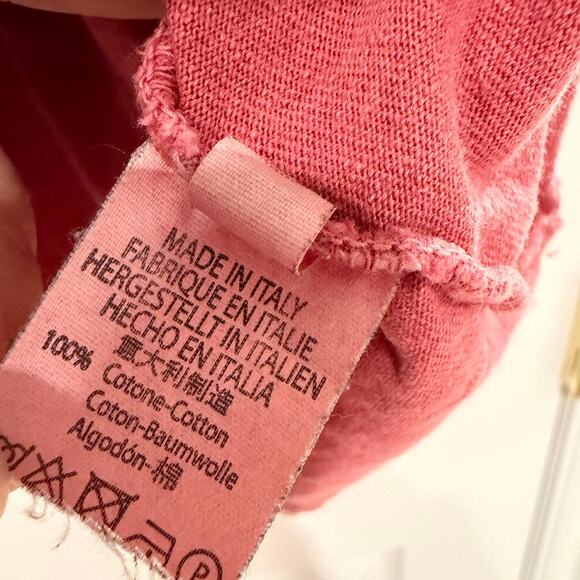 MADE IN ITALY
FABRIQUE EN ITALIE
HERGESTELLT IN ITALIEN
HECHO EN ITALIA
意大利制造
100% Cotone-Cotton
Coton-Baumwolle
Algodón-棉
P